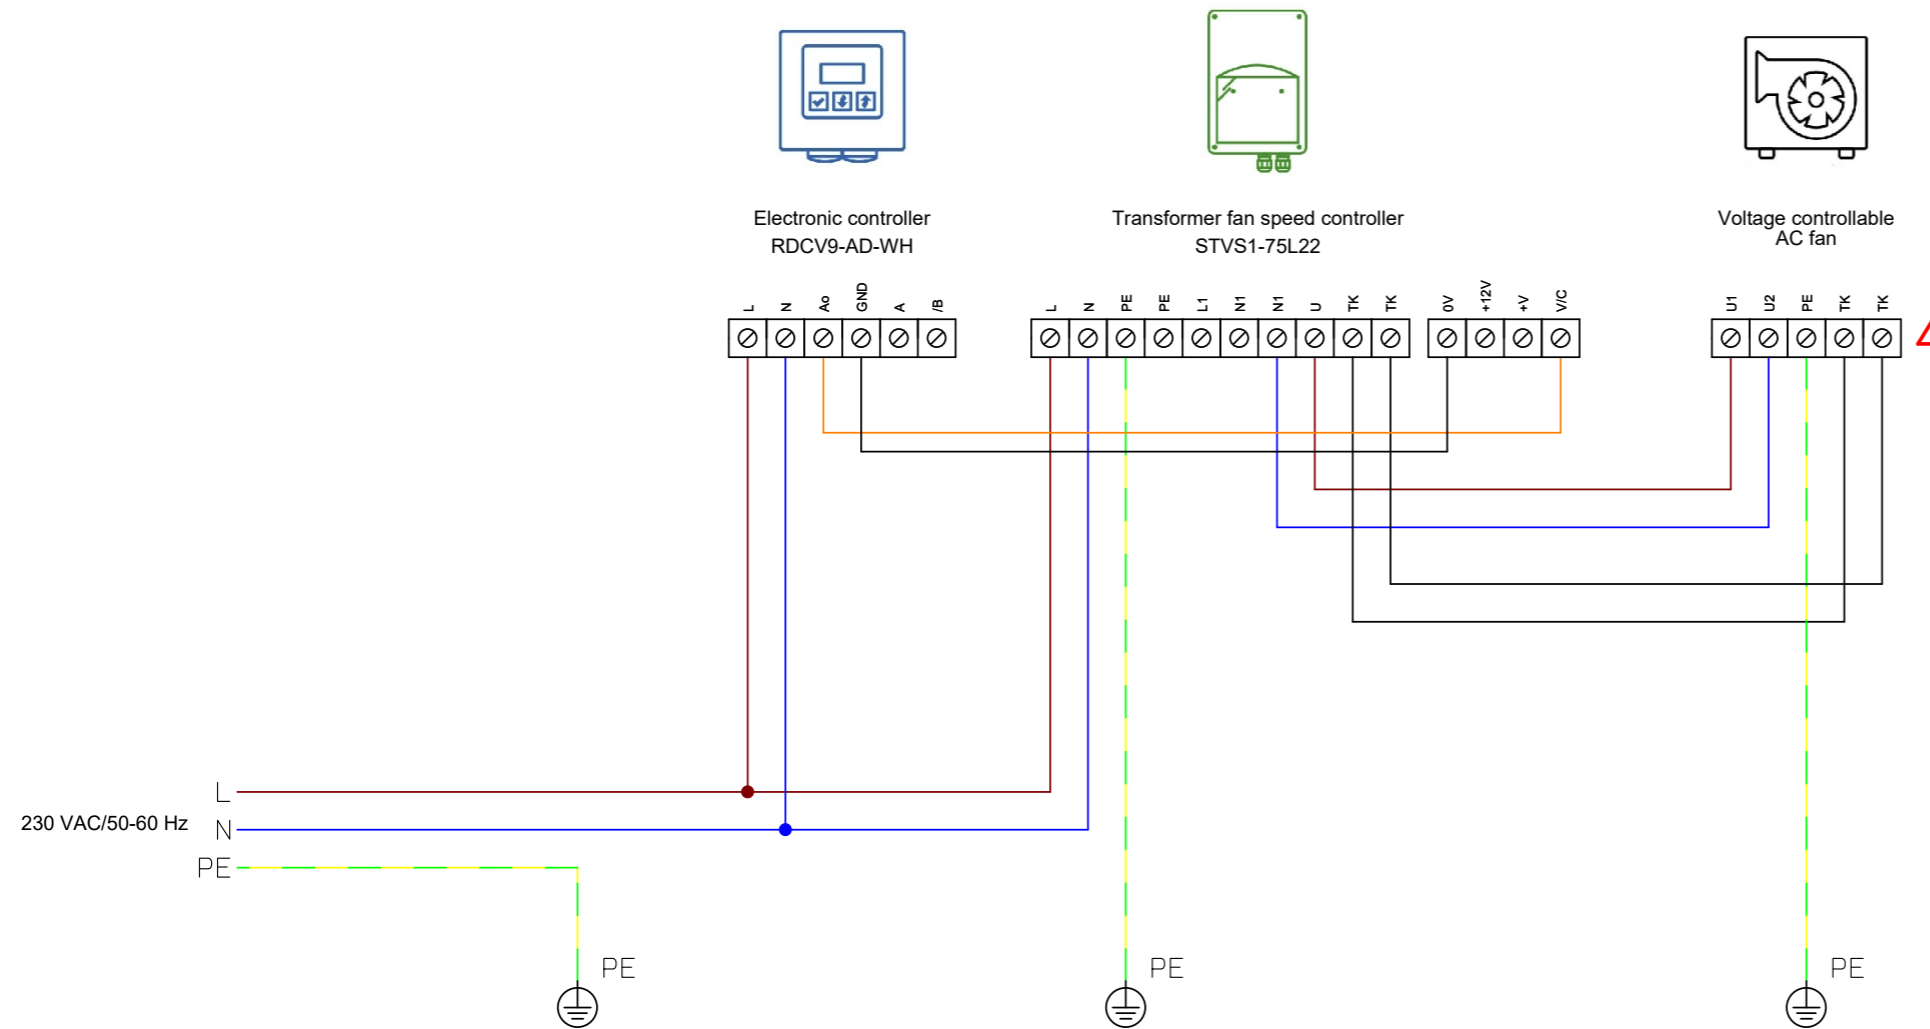 Electronic controller
RDCV9-AD-WH
Transformer fan speed controller
STVS1-75L22
Voltage controllable
AC fan
L N Ao GND A /B
L N PE PE L1 N1 N1 U TK TK
0V +12V +V V/C
U1 U2 PE TK TK
L
230 VAC/50-60 Hz N
PE
PE
PE
PE